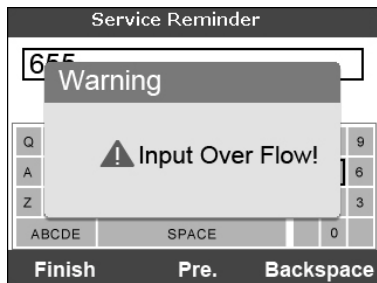 Service Reminder
655
Warning
Input Over Flow!
Q 9
A 6
Z 3
ABCDE SPACE 0
Finish Pre. Backspace